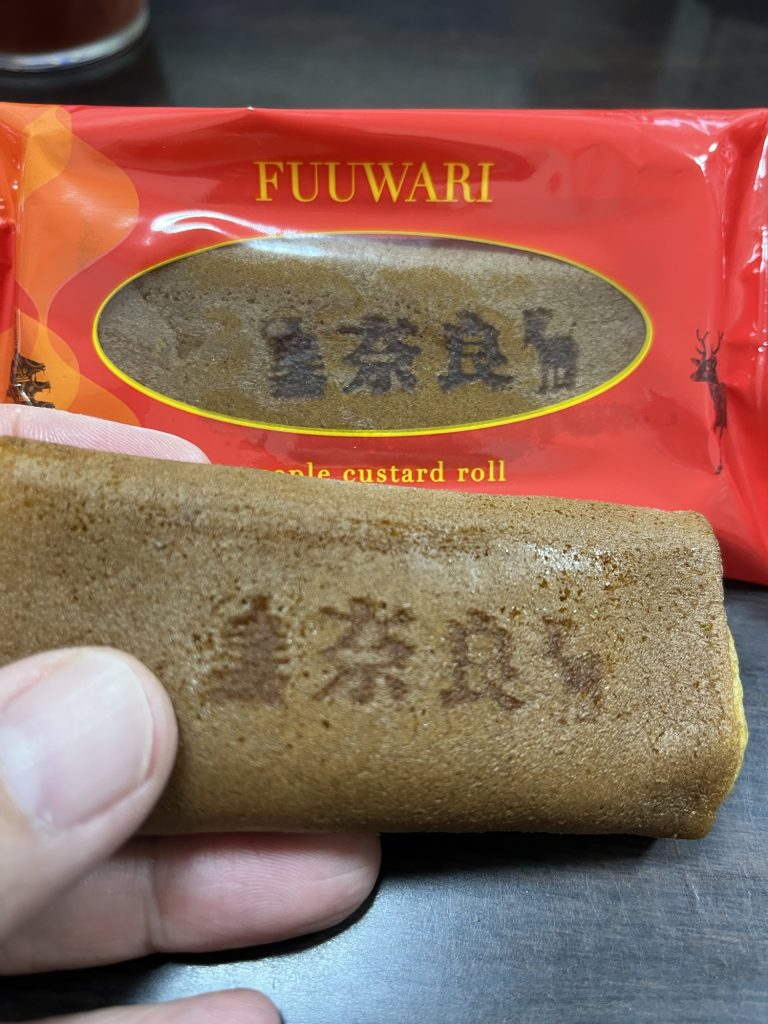 FUUWARI
奈良
custard roll
奈良